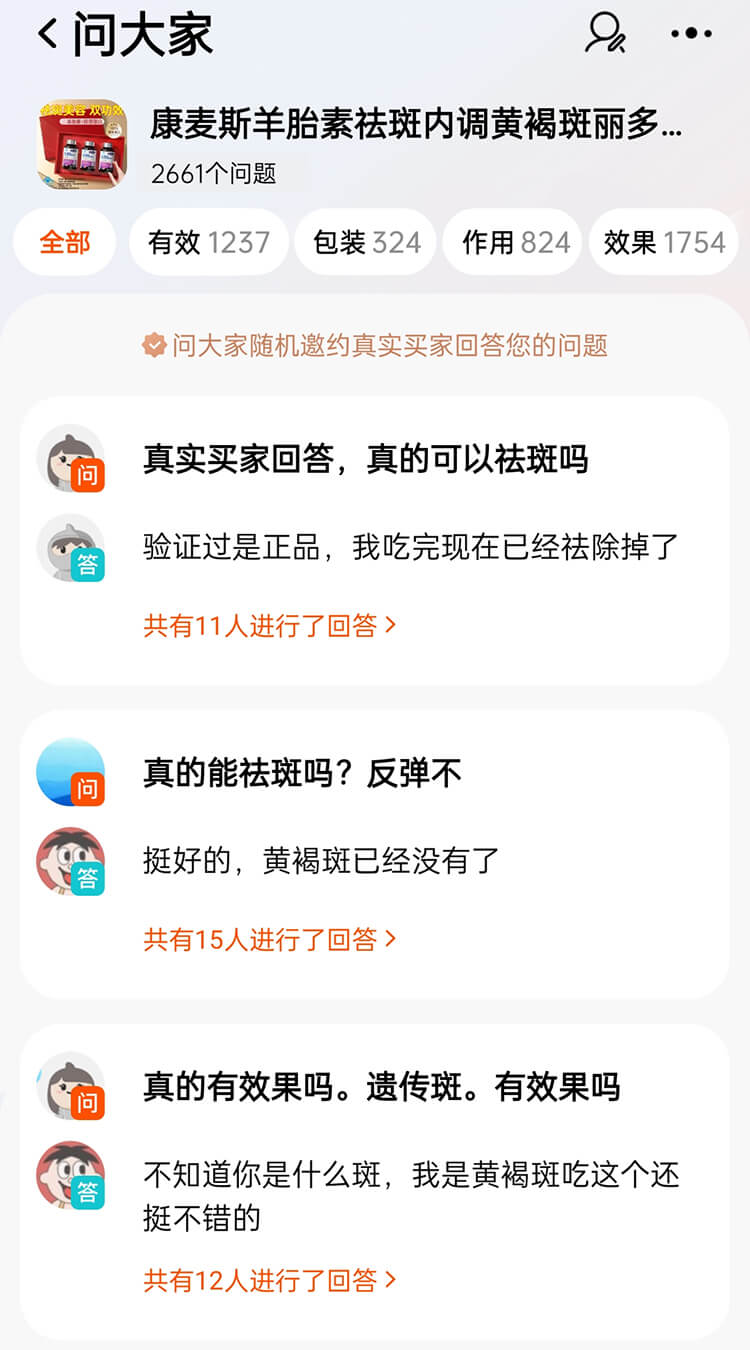 问大家
康麦斯羊胎素祛斑内调黄褐斑丽多...
2661个问题
全部
有效 1237
包装 324
作用 824
效果 1754
问大家随机邀约真实买家回答您的问题
问
真实买家回答，真的可以祛斑吗
答
验证过是正品，我吃完现在已经祛除掉了
共有11人进行了回答
问
真的能祛斑吗？反弹不
答
挺好的，黄褐斑已经没有了
共有15人进行了回答
问
真的有效果吗。遗传斑。有效果吗
答
不知道你是什么斑，我是黄褐斑吃这个还
挺不错的
共有12人进行了回答